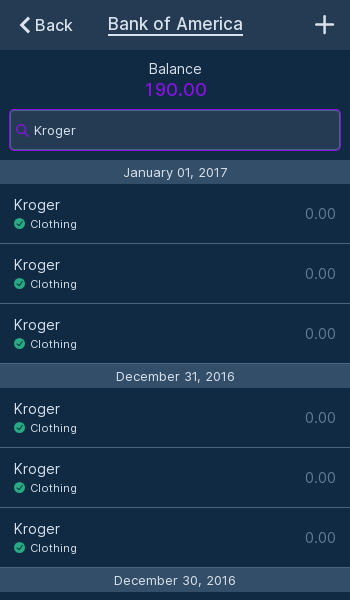 Back
Bank of America
Balance
190.00
Kroger
January 01, 2017
Kroger
Clothing
0.00
Kroger
Clothing
0.00
Kroger
Clothing
0.00
December 31, 2016
Kroger
Clothing
0.00
Kroger
Clothing
0.00
Kroger
Clothing
0.00
December 30, 2016